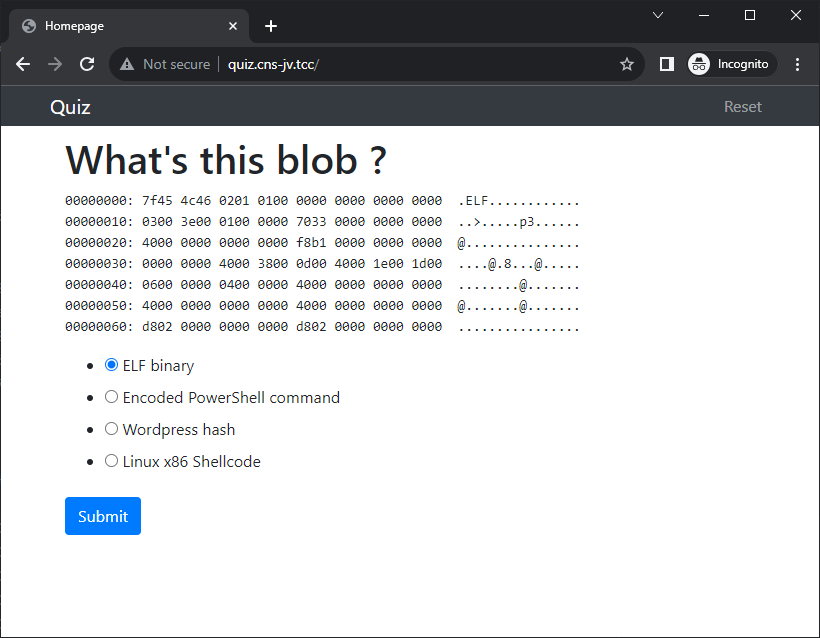 Homepage
Not secure quiz.cns-jv.tcc/ Incognito
Quiz Reset
What's this blob ?
00000000: 7f45 4c46 0201 0100 0000 0000 0000 0000  .ELF............
00000010: 0300 3e00 0100 0000 7033 0000 0000 0000  ..>.....p3......
00000020: 4000 0000 0000 0000 f8b1 0000 0000 0000  @...............
00000030: 0000 0000 4000 3800 0d00 4000 1e00 1d00  ....@.8...@.....
00000040: 0600 0000 0400 0000 4000 0000 0000 0000  ........@.......
00000050: 4000 0000 0000 0000 4000 0000 0000 0000  @.......@.......
00000060: d802 0000 0000 0000 d802 0000 0000 0000  ................
ELF binary
Encoded PowerShell command
Wordpress hash
Linux x86 Shellcode
Submit